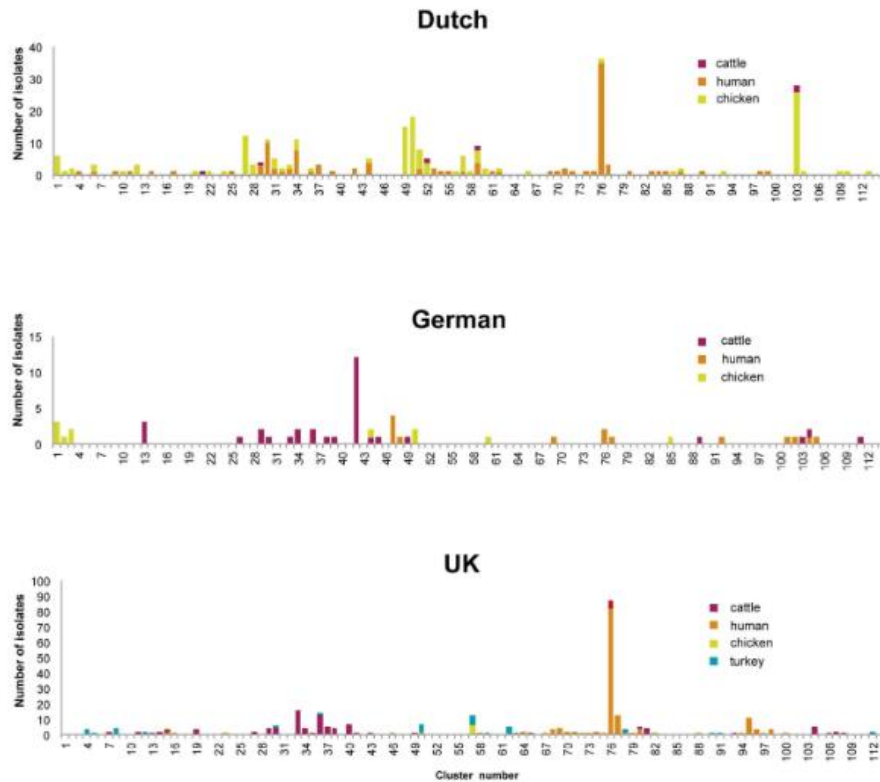 Dutch
Number of isolates
40
30
20
10
0
cattle
human
chicken
1 4 7 10 13 16 19 22 25 28 31 34 37 40 43 46 49 52 55 58 61 64 67 70 73 76 79 82 85 88 91 94 97 100 103 106 109 112
German
Number of isolates
15
10
5
0
cattle
human
chicken
1 4 7 10 13 16 19 22 25 28 31 34 37 40 43 46 49 52 55 58 61 64 67 70 73 76 79 82 85 88 91 94 97 100 103 106 109 112
UK
Number of isolates
100
90
80
70
60
50
40
30
20
10
0
cattle
human
chicken
turkey
1 4 7 10 13 16 19 22 25 28 31 34 37 40 43 46 49 52 55 58 61 64 67 70 73 76 79 82 85 88 91 94 97 100 103 106 109 112
Cluster number